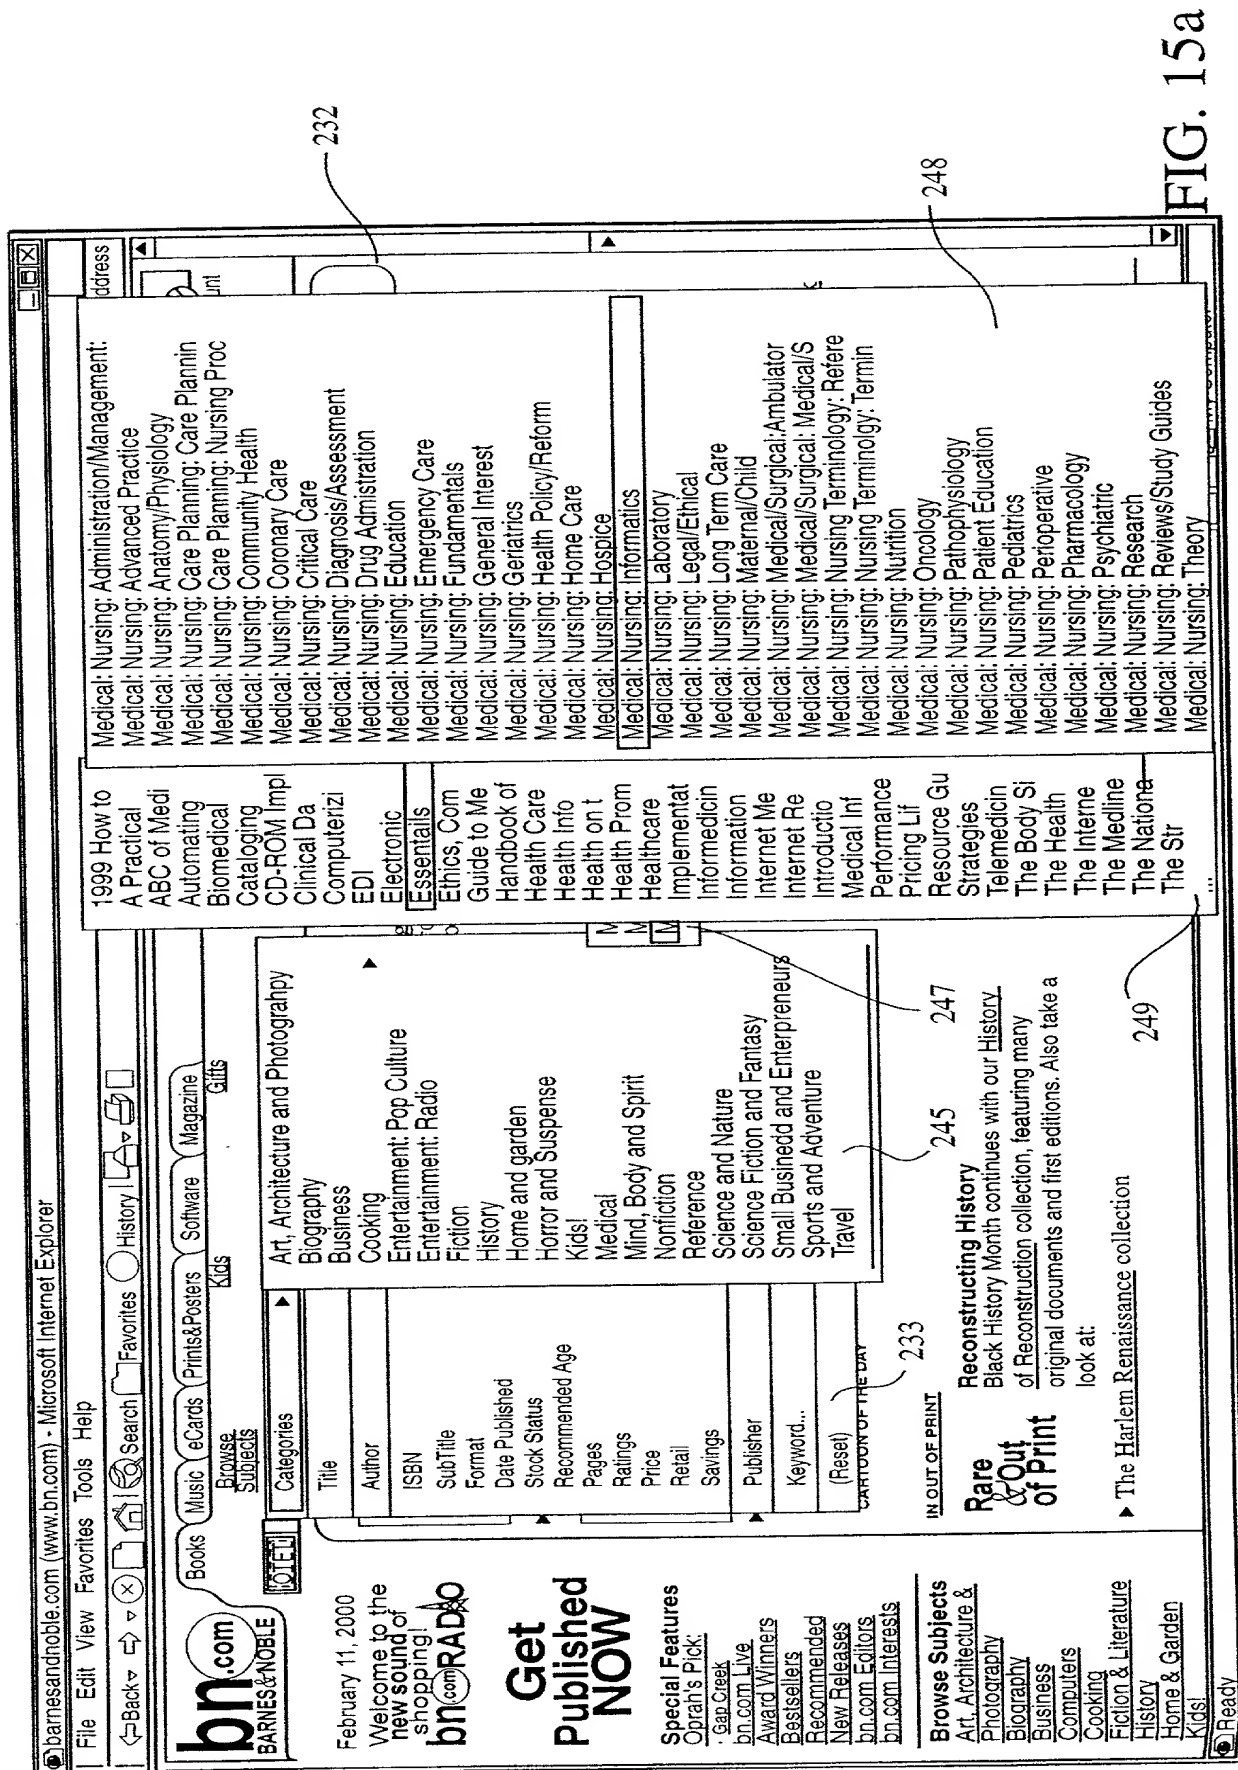 barnesandnoble.com (www.bn.com) - Microsoft Internet Explorer
File Edit View Favorites Tools Help
Back
Search
Favorites
History
ddress
bn.com
BARNES&NOBLE
Books
Music
eCards
Prints&Posters
Software
Magazine
Browse
Subjects
Kids
Gifts
unt
February 11, 2000
Welcome to the
new sound of
shopping!
bn.comRADIO
Get
Published
NOW
Special Features
Oprah's Pick:
Gap Creek
bn.com Live
Award Winners
Bestsellers
Recommended
New Releases
bn.com Editors
bn.com Interests
Browse Subjects
Art, Architecture &
Photography
Biography
Business
Computers
Cooking
Fiction & Literature
History
Home & Garden
Kids!
Ready
Categories
Title
Author
ISBN
SubTitle
Format
Date Published
Stock Status
Recommended Age
Pages
Ratings
Price
Retail
Savings
Publisher
Keyword...
(Reset)
CARTOON OF THE DAY
233
Art, Architecture and Photograhpy
Biography
Business
Cooking
Entertainment: Pop Culture
Entertainment: Radio
Fiction
History
Home and garden
Horror and Suspense
Kids!
Medical
Mind, Body and Spirit
Nonfiction
Reference
Science and Nature
Science Fiction and Fantasy
Small Businedd and Enterpreneurs
Sports and Adventure
Travel
245
M
M
M
247
1999 How to
A Practical
ABC of Medi
Automating
Biomedical
Cataloging
CD-ROM Impl
Clinical Da
Computerizi
EDI
Electronic
Essentails
Ethics, Com
Guide to Me
Handbook of
Health Care
Health Info
Health on t
Health Prom
Healthcare
Implementat
Informedicin
Information
Internet Me
Internet Re
Introductio
Medical Inf
Performance
Pricing Lif
Resource Gu
Strategies
Telemedicin
The Body Si
The Health
The Interne
The Medline
The Nationa
The Str
...
249
Medical: Nursing: Administration/Management:
Medical: Nursing: Advanced Practice
Medical: Nursing: Anatomy/Physiology
Medical: Nursing: Care Planning: Care Plannin
Medical: Nursing: Care Planning: Nursing Proc
Medical: Nursing: Community Health
Medical: Nursing: Coronary Care
Medical: Nursing: Critical Care
Medical: Nursing: Diagnosis/Assessment
Medical: Nursing: Drug Admitistration
Medical: Nursing: Education
Medical: Nursing: Emergency Care
Medical: Nursing: Fundamentals
Medical: Nursing: General Interest
Medical: Nursing: Geriatrics
Medical: Nursing: Health Policy/Reform
Medical: Nursing: Home Care
Medical: Nursing: Hospice
Medical: Nursing: Informatics
Medical: Nursing: Laboratory
Medical: Nursing: Legal/Ethical
Medical: Nursing: Long Term Care
Medical: Nursing: Maternal/Child
Medical: Nursing: Medical/Surgical:Ambulator
Medical: Nursing: Medical/Surgical: Medical/S
Medical: Nursing: Nursing Terminology: Refere
Medical: Nursing: Nursing Terminolgy: Termin
Medical: Nursing: Nutrition
Medical: Nursing: Oncology
Medical: Nursing: Pathophysiology
Medical: Nursing: Patient Education
Medical: Nursing: Pediatrics
Medical: Nursing: Perioperative
Medical: Nursing: Pharmacology
Medical: Nursing: Psychiatric
Medical: Nursing: Research
Medical: Nursing: Reviews/Study Guides
Medical: Nursing: Theory
232
248
IN OUT OF PRINT
Rare
&Out
of Print
Reconstructing History
Black History Month continues with our History
of Reconstruction collection, featuring many
original documents and first editions. Also take a
look at:
The Harlem Renaissance collection
FIG. 15a